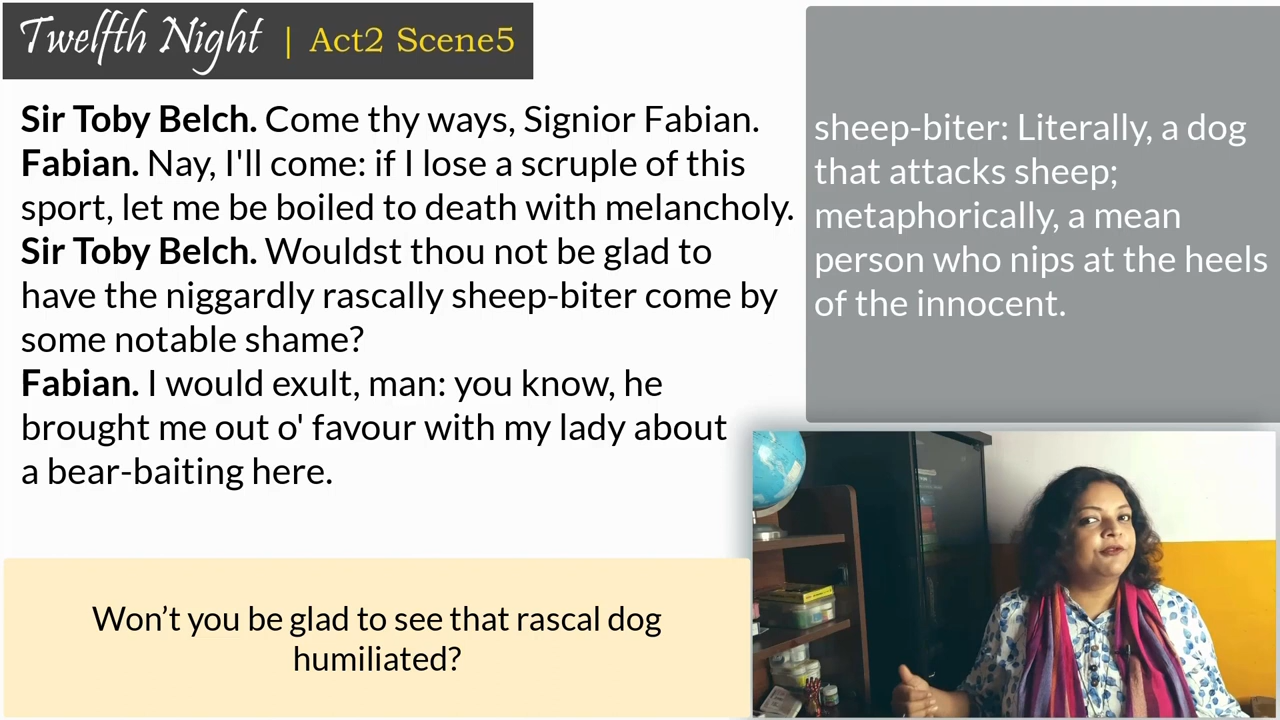 Twelfth Night | Act2 Scene5
Sir Toby Belch. Come thy ways, Signior Fabian.
Fabian. Nay, I'll come: if I lose a scruple of this
sport, let me be boiled to death with melancholy.
Sir Toby Belch. Wouldst thou not be glad to
have the niggardly rascally sheep-biter come by
some notable shame?
Fabian. I would exult, man: you know, he
brought me out o' favour with my lady about
a bear-baiting here.
sheep-biter: Literally, a dog
that attacks sheep;
metaphorically, a mean
person who nips at the heels
of the innocent.
Won’t you be glad to see that rascal dog
humiliated?